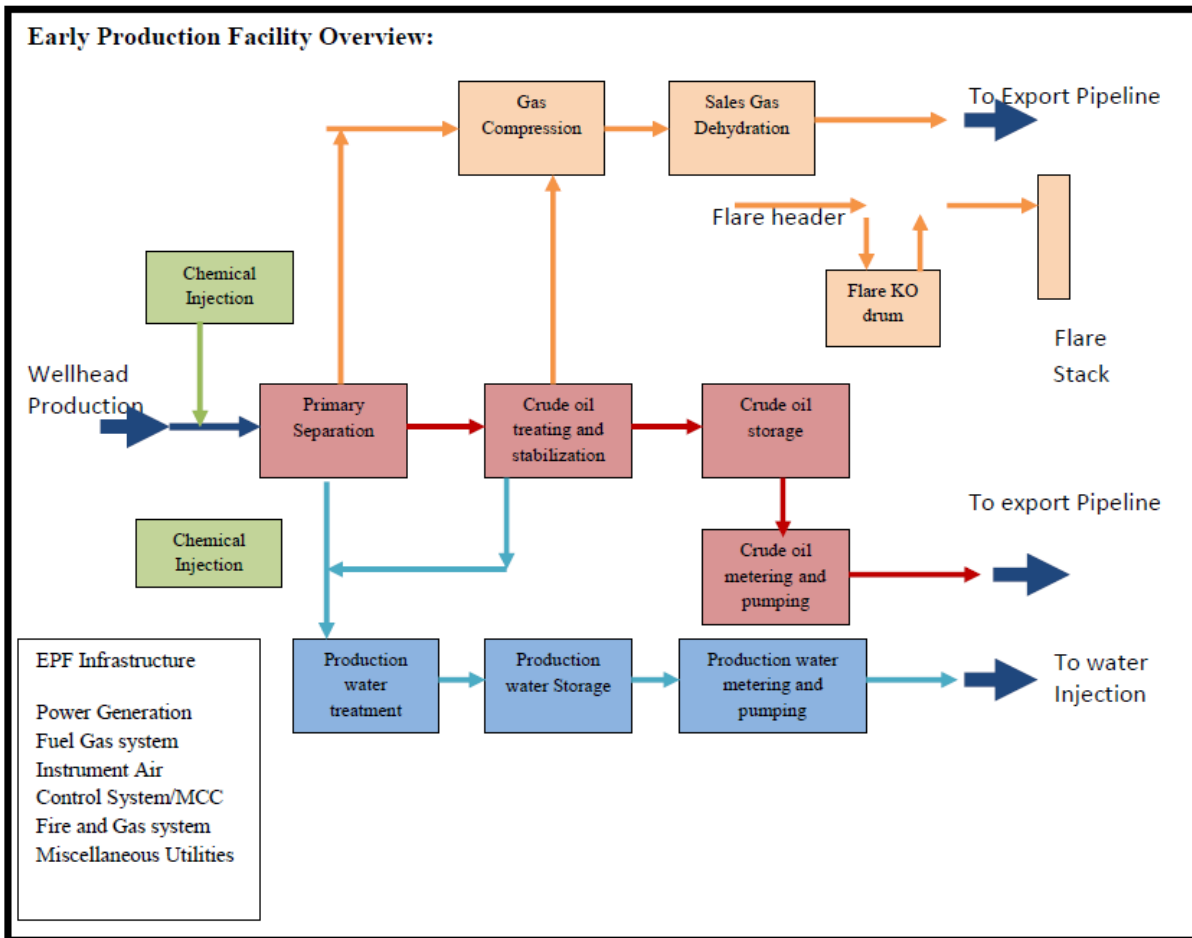 Early Production Facility Overview:
Gas
Compression
Sales Gas
Dehydration
To Export Pipeline
Flare header
Flare KO
drum
Flare
Stack
Chemical
Injection
Wellhead
Production
Primary
Separation
Crude oil
treating and
stabilization
Crude oil
storage
Chemical
Injection
Crude oil
metering and
pumping
To export Pipeline
Production
water
treatment
Production
water Storage
Production water
metering and
pumping
To water
Injection
EPF Infrastructure
Power Generation
Fuel Gas system
Instrument Air
Control System/MCC
Fire and Gas system
Miscellaneous Utilities